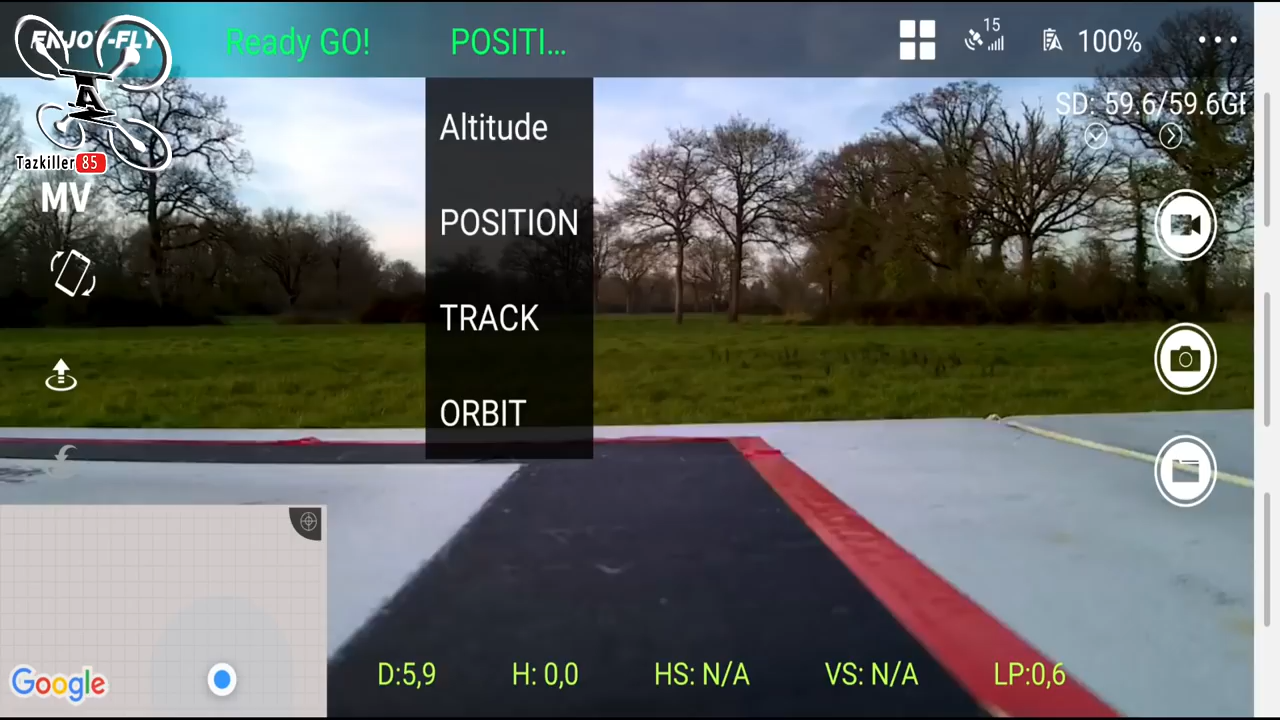 ENJOY-FLY
Ready GO!
POSITI...
15
100%
SD: 59.6/59.6G
Tazkiller 85
MV
Altitude
POSITION
TRACK
ORBIT
Google
D:5,9
H: 0,0
HS: N/A
VS: N/A
LP:0,6